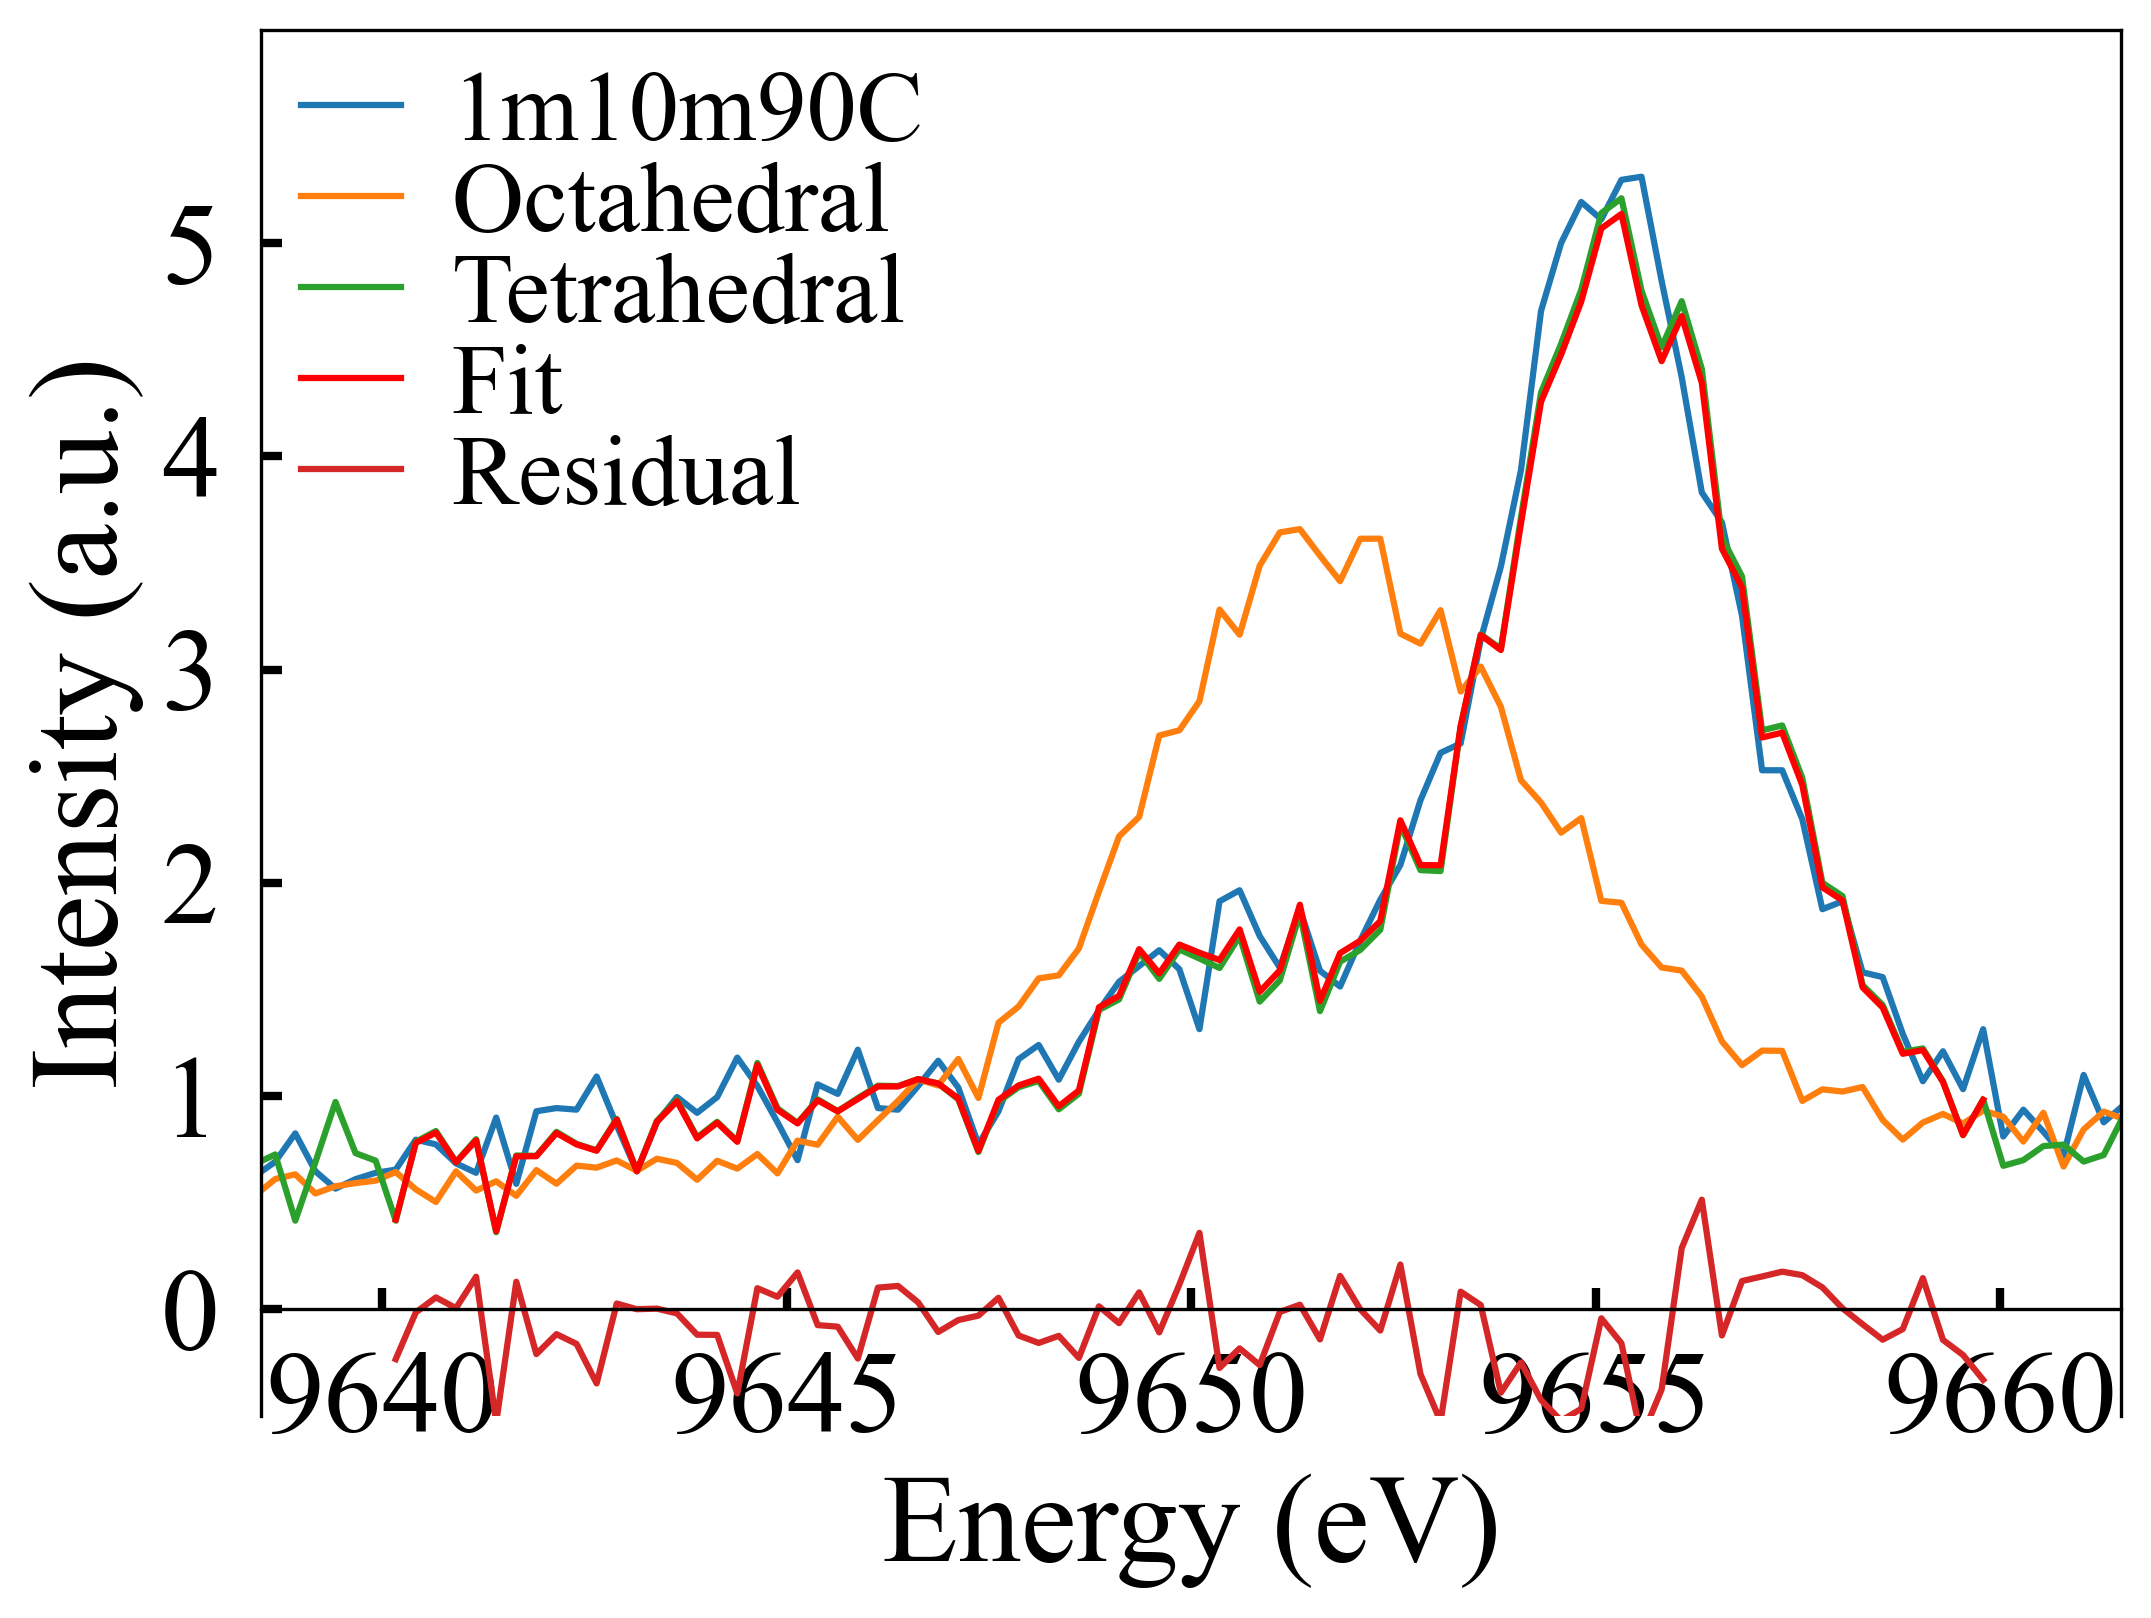 1m10m90C
Octahedral
Tetrahedral
Fit
Residual
Intensity (a.u.)
5
4
3
2
1
0
9640 9645 9650 9655 9660
Energy (eV)